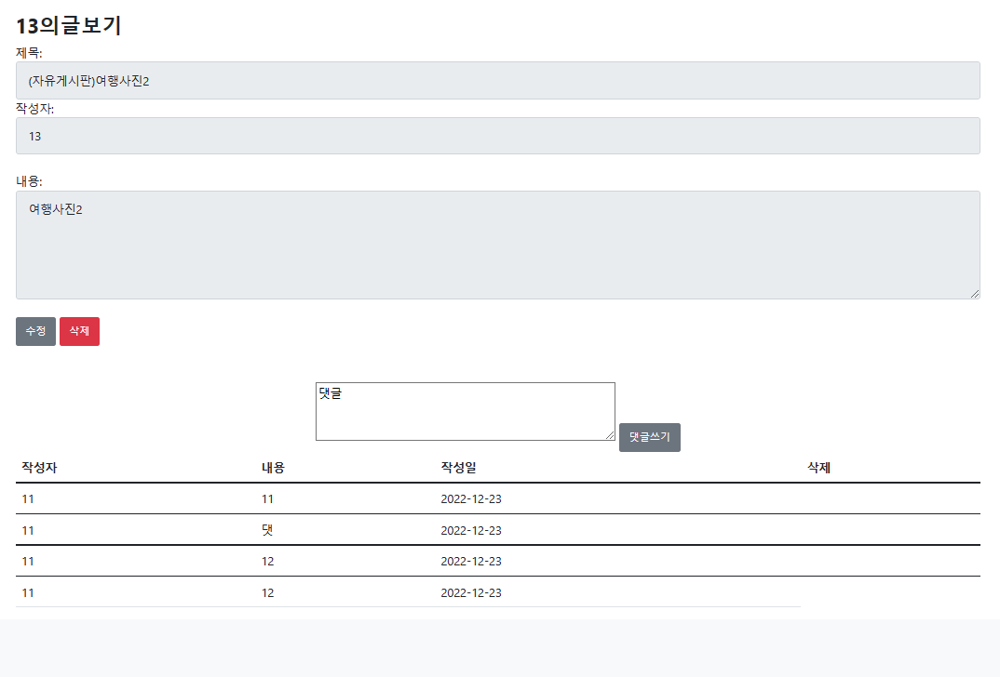 13의글보기
제목:
(자유게시판)여행사진2
작성자:
13
내용:
여행사진2
수정 삭제
댓글
댓글쓰기
작성자 내용 작성일 삭제
11 11 2022-12-23
11 댓 2022-12-23
11 12 2022-12-23
11 12 2022-12-23